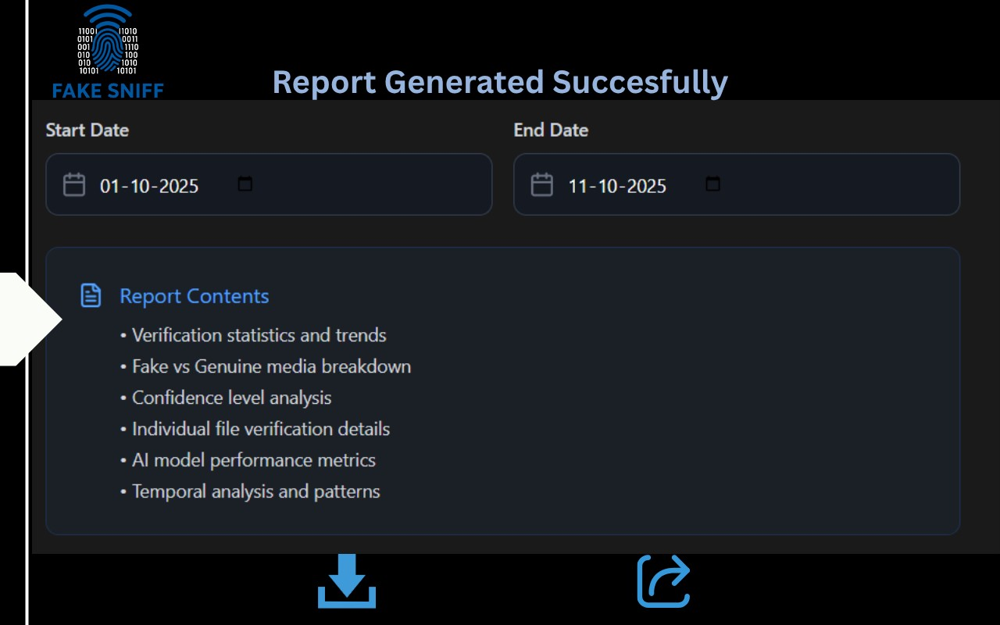 11001 11010
0101 0011
001 1110
010 100
010 1010
10101 10101
FAKE SNIFF
Report Generated Succesfully
Start Date
End Date
01-10-2025
11-10-2025
Report Contents
• Verification statistics and trends
• Fake vs Genuine media breakdown
• Confidence level analysis
• Individual file verification details
• AI model performance metrics
• Temporal analysis and patterns